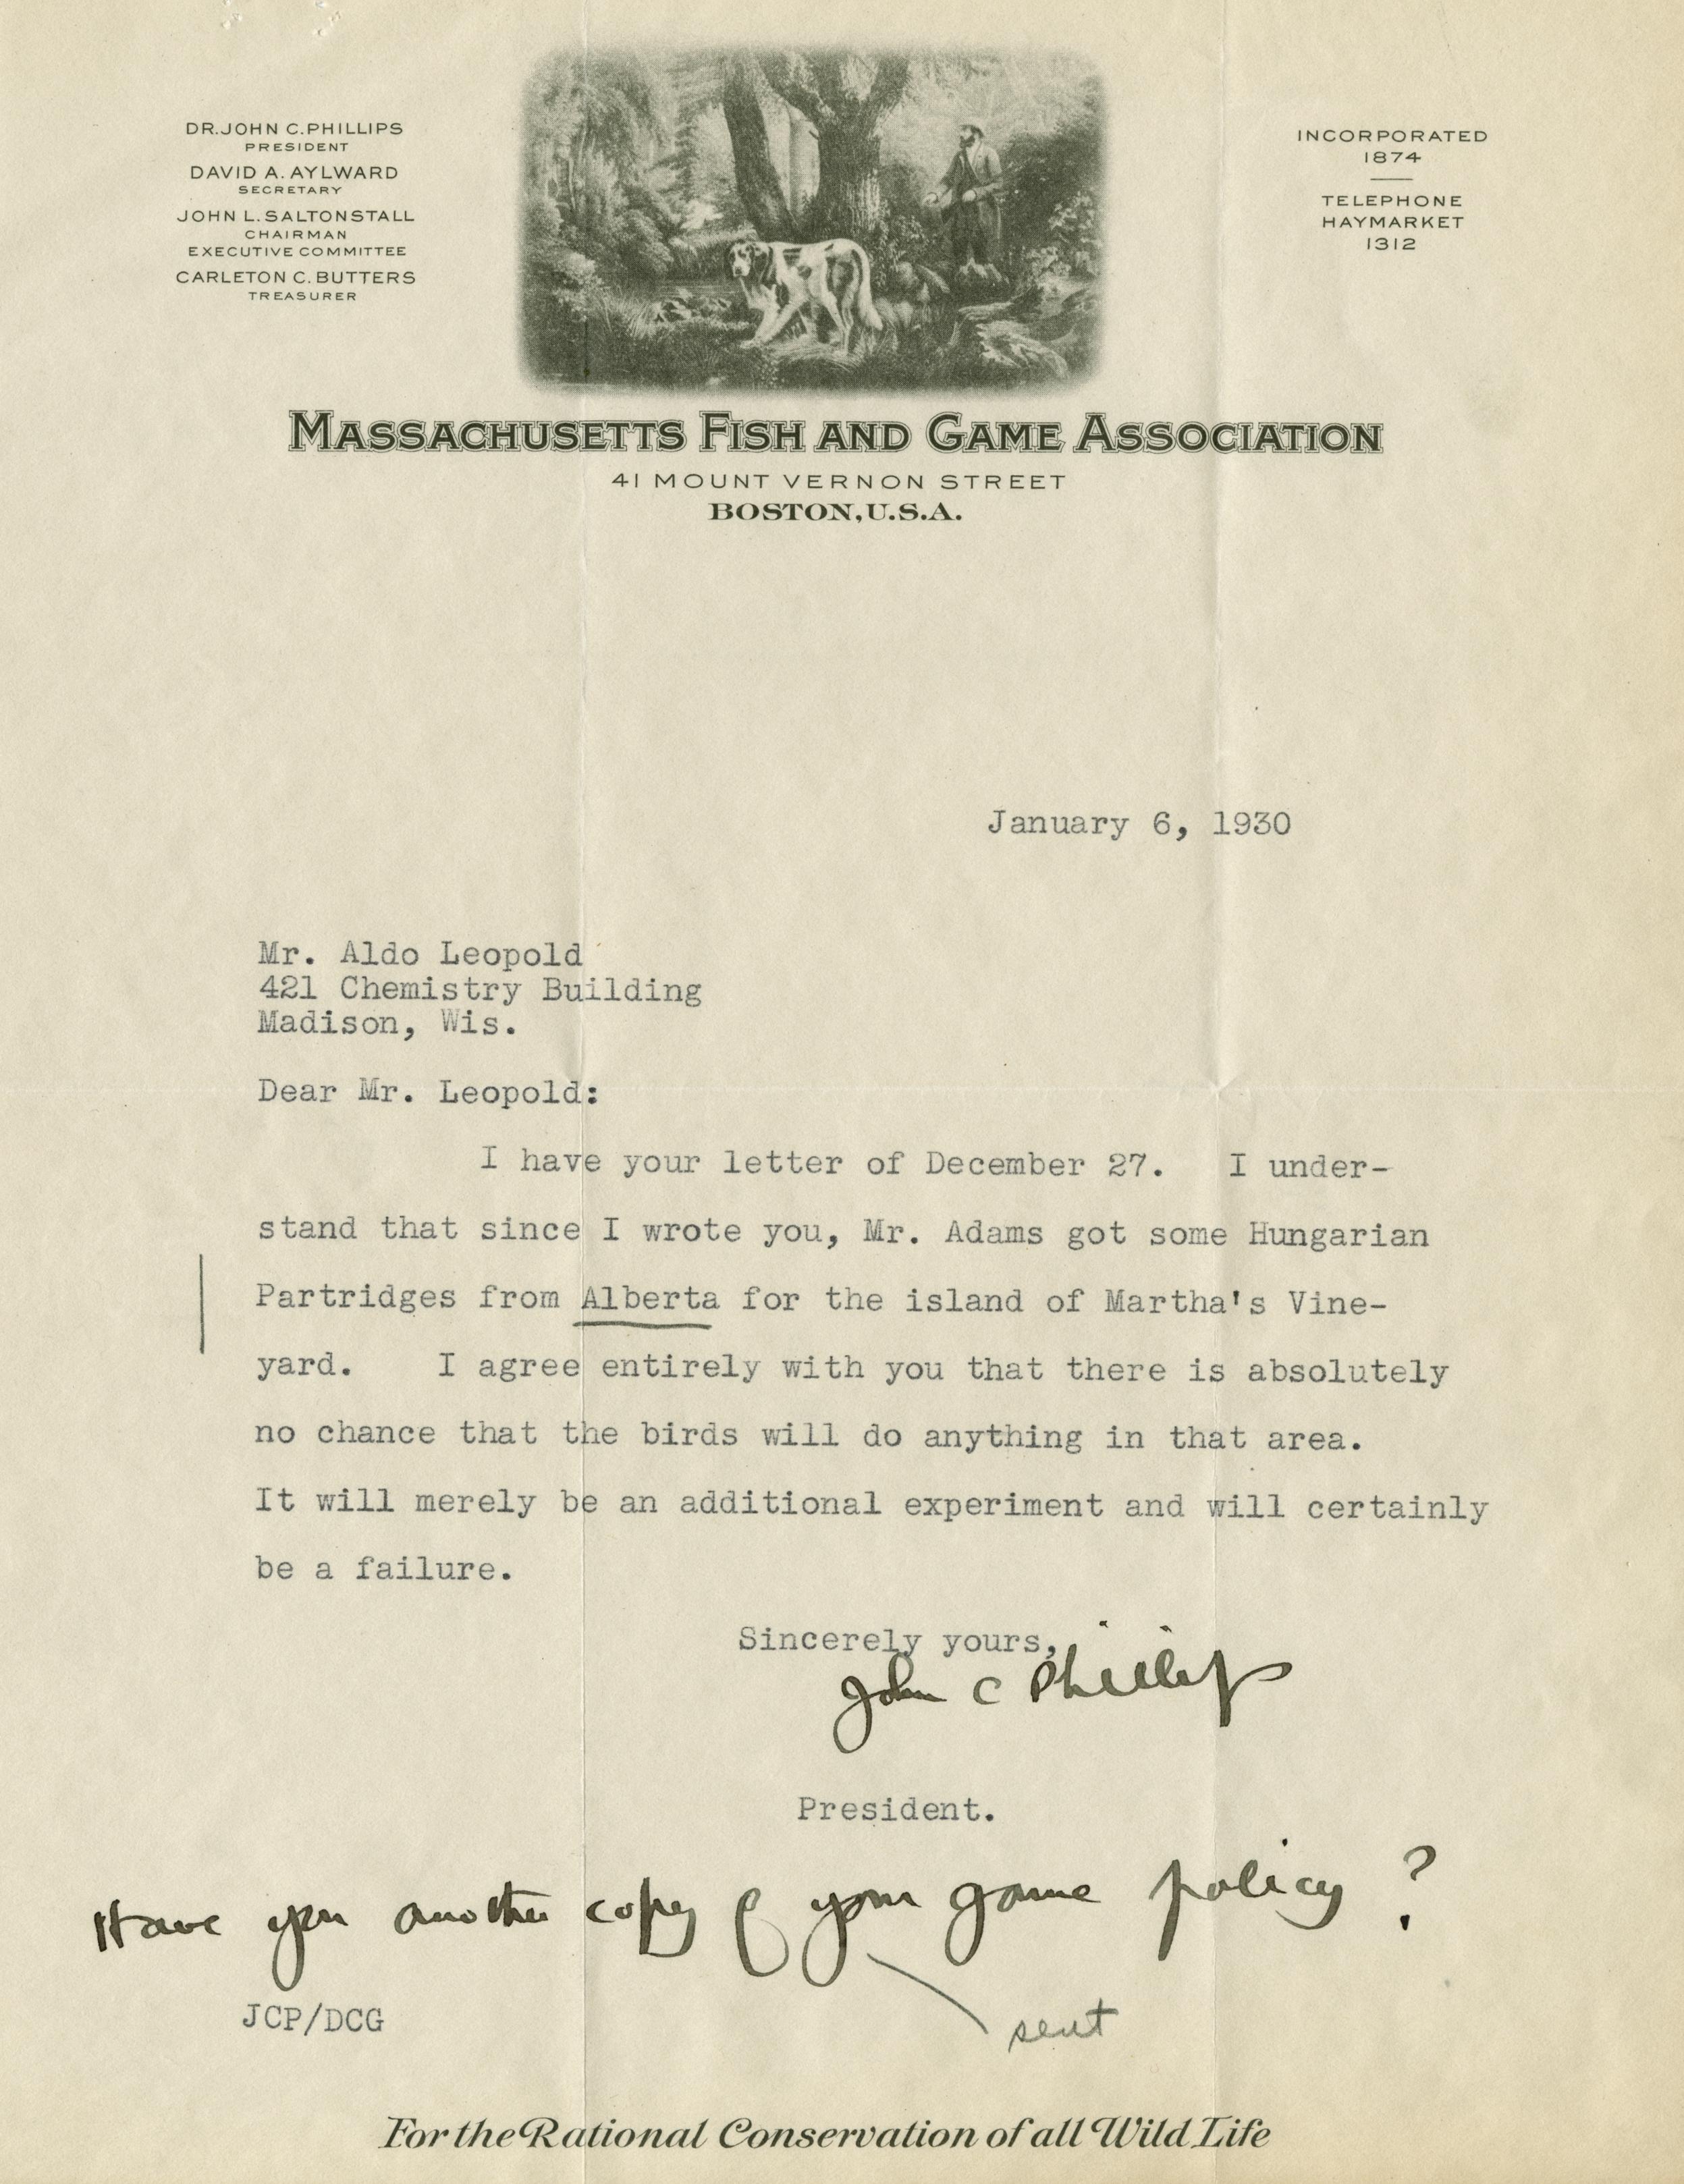 DR. JOHN C. PHILLIPS
PRESIDENT
DAVID A. AYLWARD
SECRETARY
JOHN L. SALTONSTALL
CHAIRMAN
EXECUTIVE COMMITTEE
CARLETON C. BUTTERS
TREASURER
INCORPORATED
1874
TELEPHONE
HAYMARKET
1312
MASSACHUSETTS FISH AND GAME ASSOCIATION
41 MOUNT VERNON STREET
BOSTON, U.S.A.
January 6, 1930
Mr. Aldo Leopold
421 Chemistry Building
Madison, Wis.
Dear Mr. Leopold:
I have your letter of December 27. I under-
stand that since I wrote you, Mr. Adams got some Hungarian
Partridges from Alberta for the island of Martha's Vine-
yard. I agree entirely with you that there is absolutely
no chance that the birds will do anything in that area.
It will merely be an additional experiment and will certainly
be a failure.
Sincerely yours,
John C Phillips
President.
Have you another copy of your game policy ?
JCP/DCG
sent
For the Rational Conservation of all Wild Life